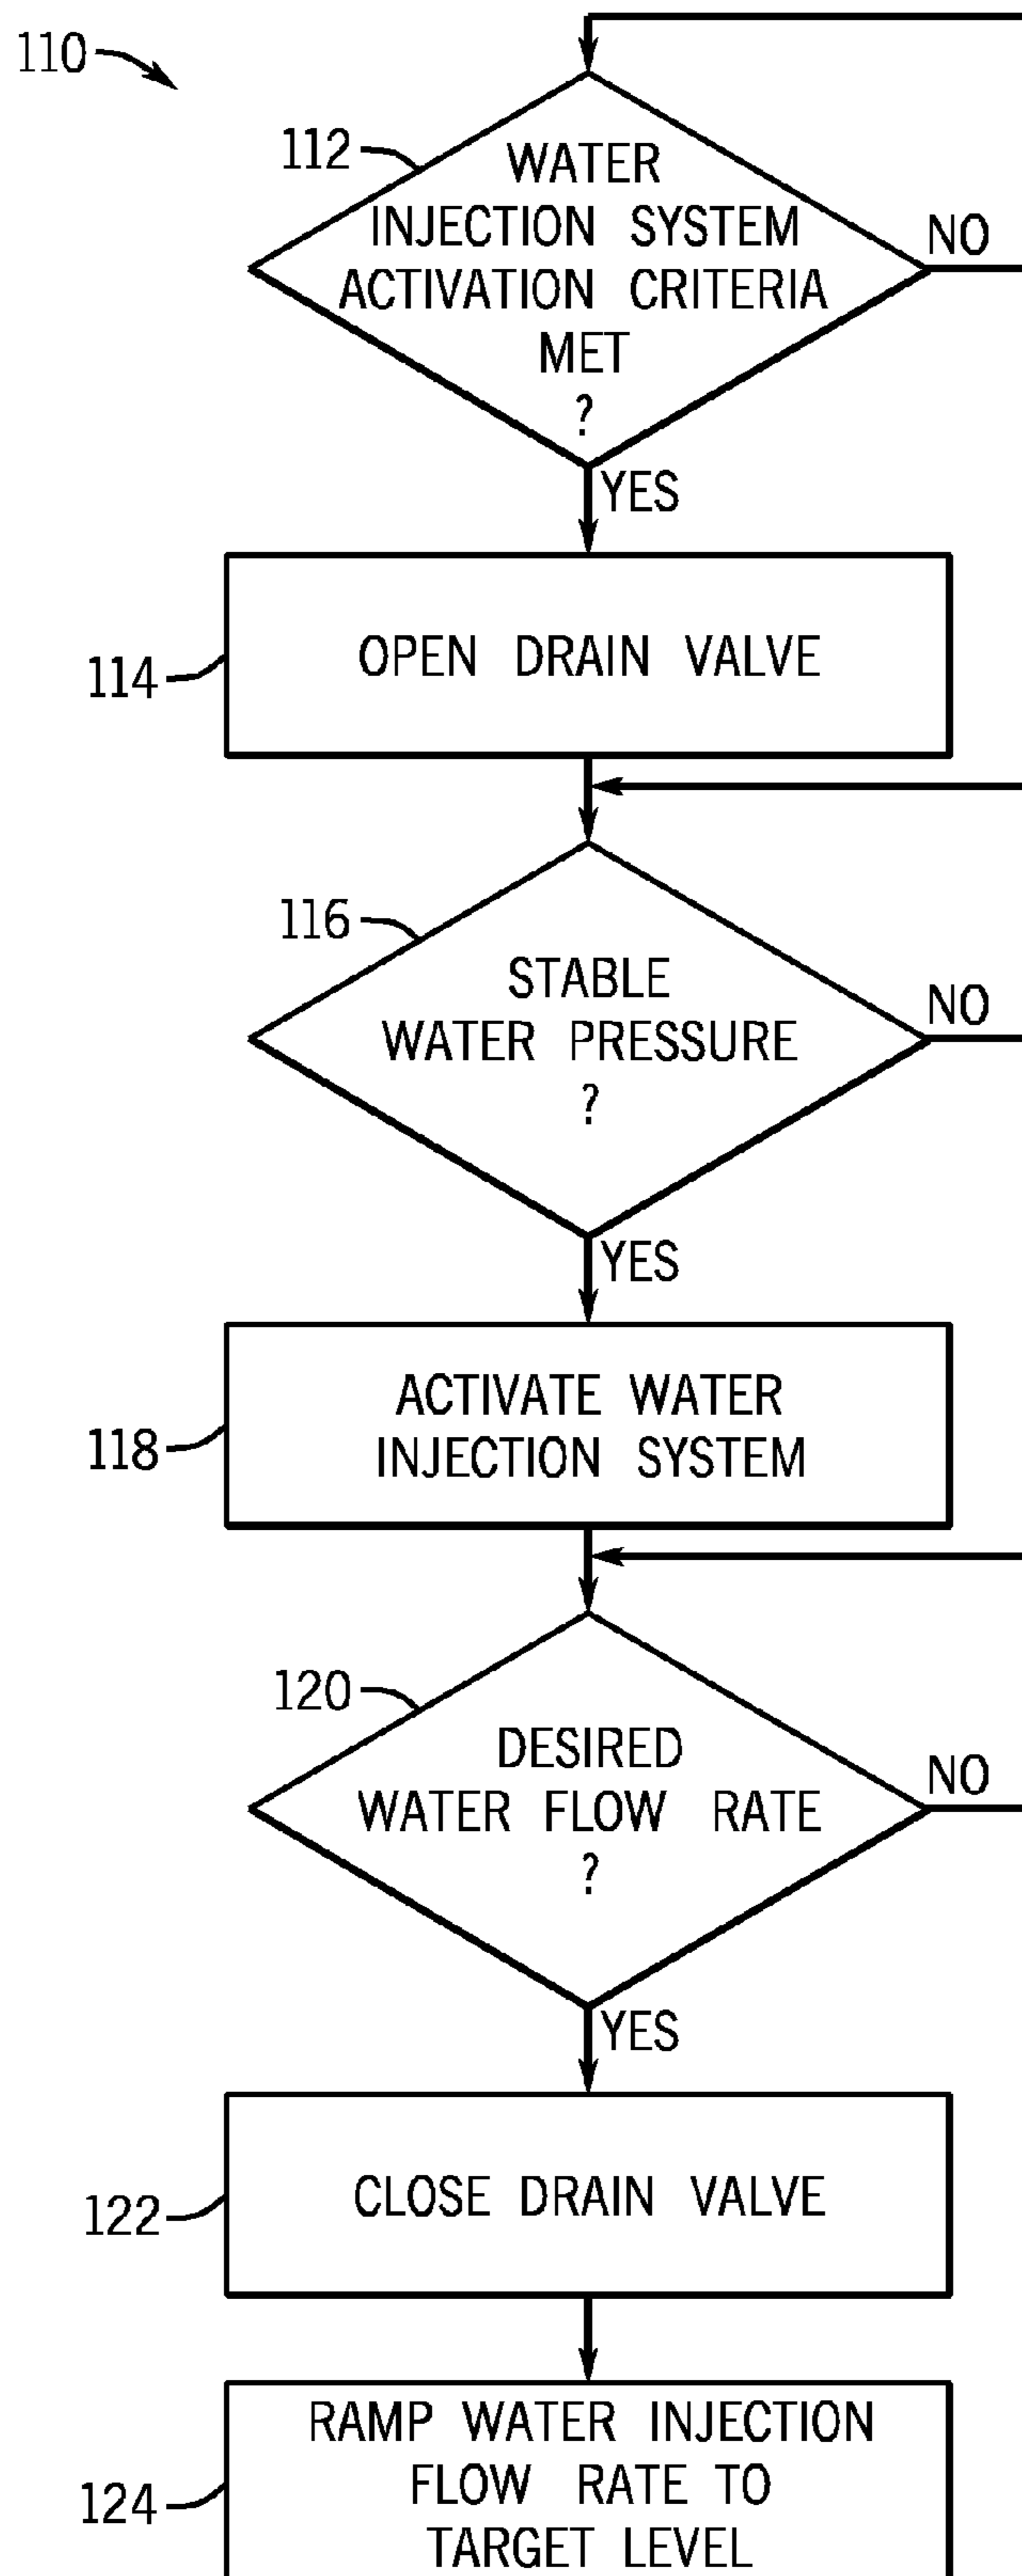 110
112
WATER
INJECTION SYSTEM
ACTIVATION CRITERIA
MET
?
NO
YES
114
OPEN DRAIN VALVE
116
STABLE
WATER PRESSURE
?
NO
YES
118
ACTIVATE WATER
INJECTION SYSTEM
120
DESIRED
WATER FLOW RATE
?
NO
YES
122
CLOSE DRAIN VALVE
124
RAMP WATER INJECTION
FLOW RATE TO
TARGET LEVEL